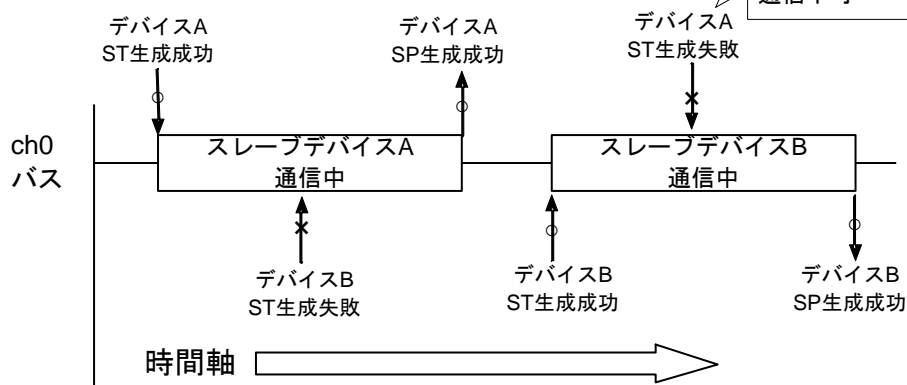 通信不可
デバイスA
ST生成成功
デバイスA
SP生成成功
デバイスA
ST生成失敗
ch0
バス
スレーブデバイスA
通信中
スレーブデバイスB
通信中
デバイスB
ST生成失敗
デバイスB
ST生成成功
デバイスB
SP生成成功
時間軸